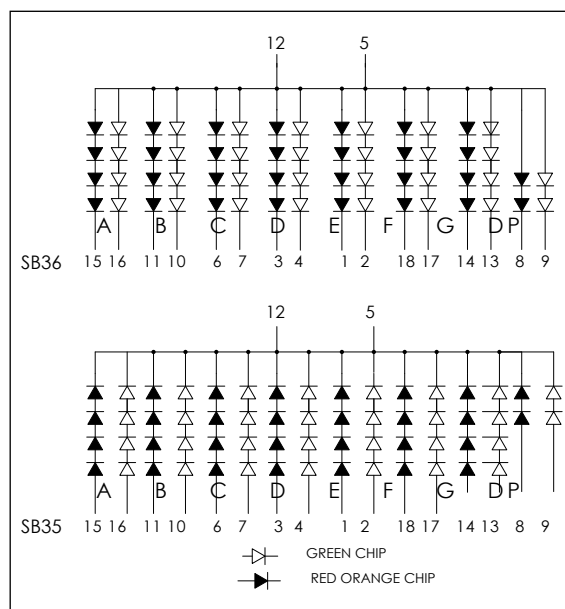 12 5
A B C D E F G DP
SB36 15 16 11 10 6 7 3 4 1 2 18 17 14 13 8 9
12 5
A B C D E F G DP
SB35 15 16 11 10 6 7 3 4 1 2 18 17 14 13 8 9
GREEN CHIP
RED ORANGE CHIP